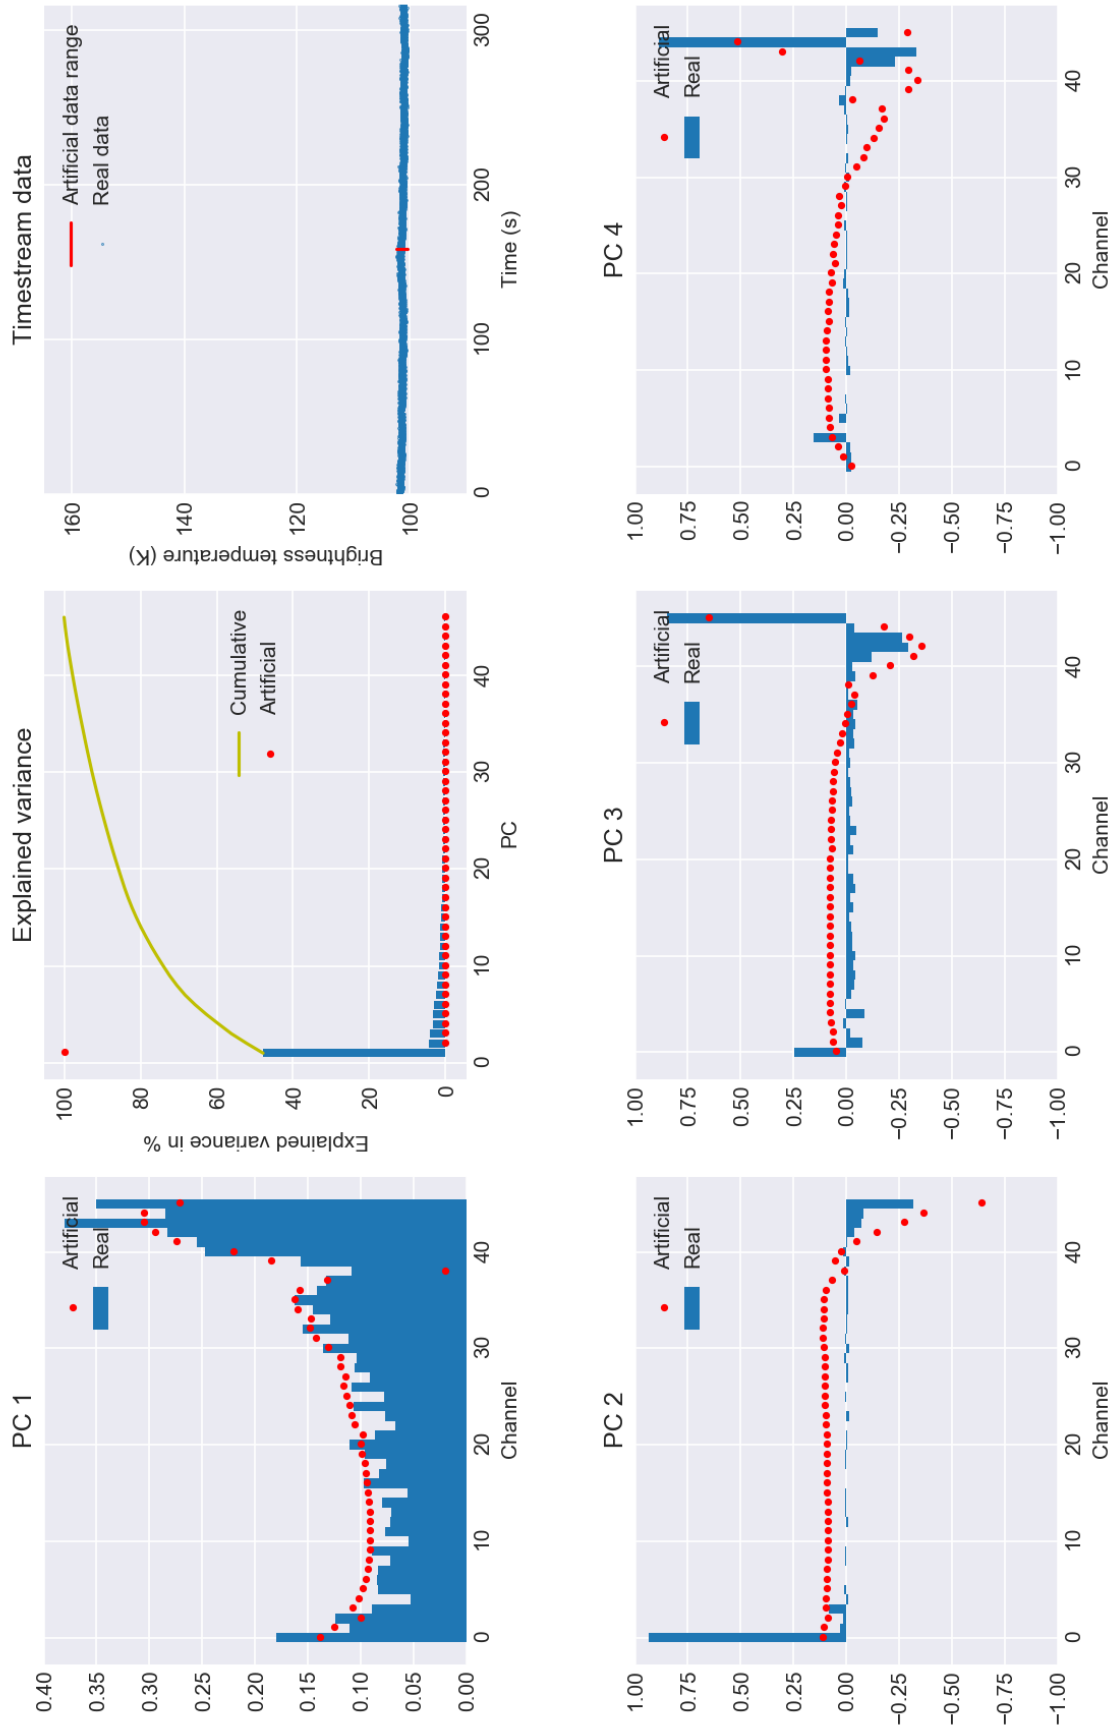 PC 1
Artificial
Real
0.40
0.35
0.30
0.25
0.20
0.15
0.10
0.05
0.00
0
10
20
30
40
Channel
Explained variance
Cumulative
Artificial
Explained variance in %
100
80
60
40
20
0
0
10
20
30
40
PC
Timestream data
Artificial data range
Real data
Brightness temperature (K)
160
140
120
100
0
100
200
300
Time (s)
PC 2
Artificial
Real
1.00
0.75
0.50
0.25
0.00
−0.25
−0.50
−0.75
−1.00
0
10
20
30
40
Channel
PC 3
Artificial
Real
1.00
0.75
0.50
0.25
0.00
−0.25
−0.50
−0.75
−1.00
0
10
20
30
40
Channel
PC 4
Artificial
Real
1.00
0.75
0.50
0.25
0.00
−0.25
−0.50
−0.75
−1.00
0
10
20
30
40
Channel